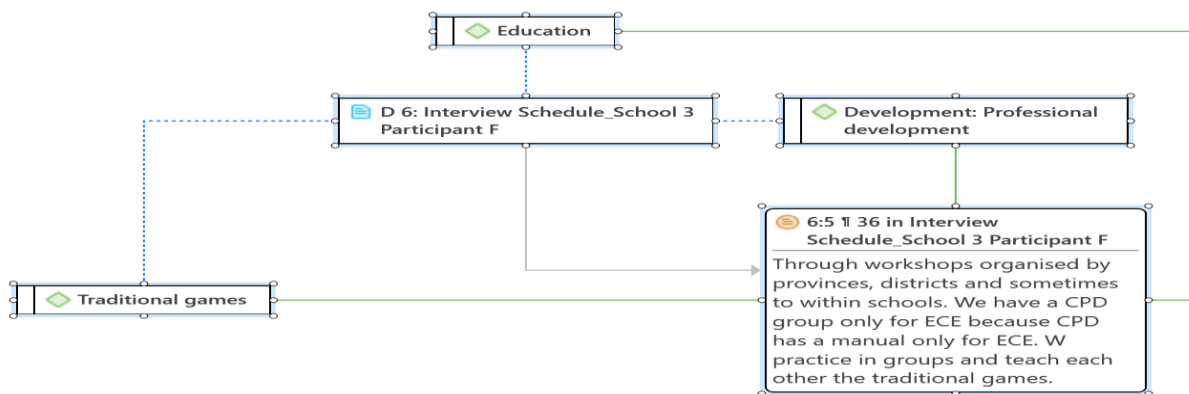 Education
D 6: Interview Schedule_School 3
Participant F
Development: Professional
development
6:5 ¶ 36 in Interview
Schedule_School 3 Participant F
Through workshops organised by
provinces, districts and sometimes
to within schools. We have a CPD
group only for ECE because CPD
has a manual only for ECE. W
practice in groups and teach each
other the traditional games.
Traditional games